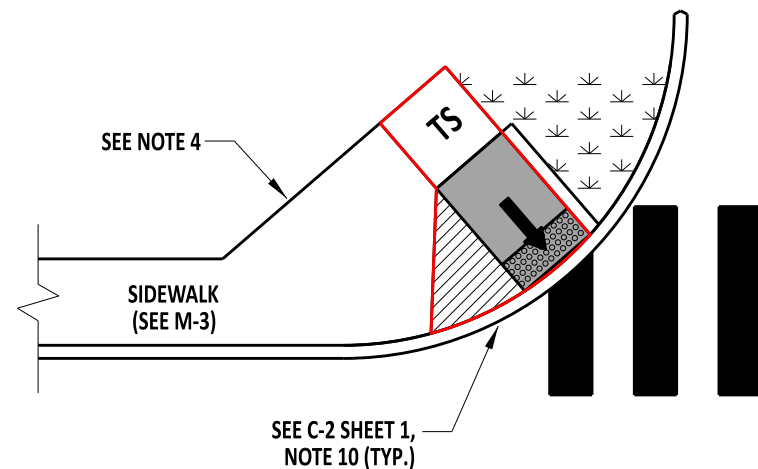 TS
SEE NOTE 4
SIDEWALK
(SEE M-3)
SEE C-2 SHEET 1,
NOTE 10 (TYP.)